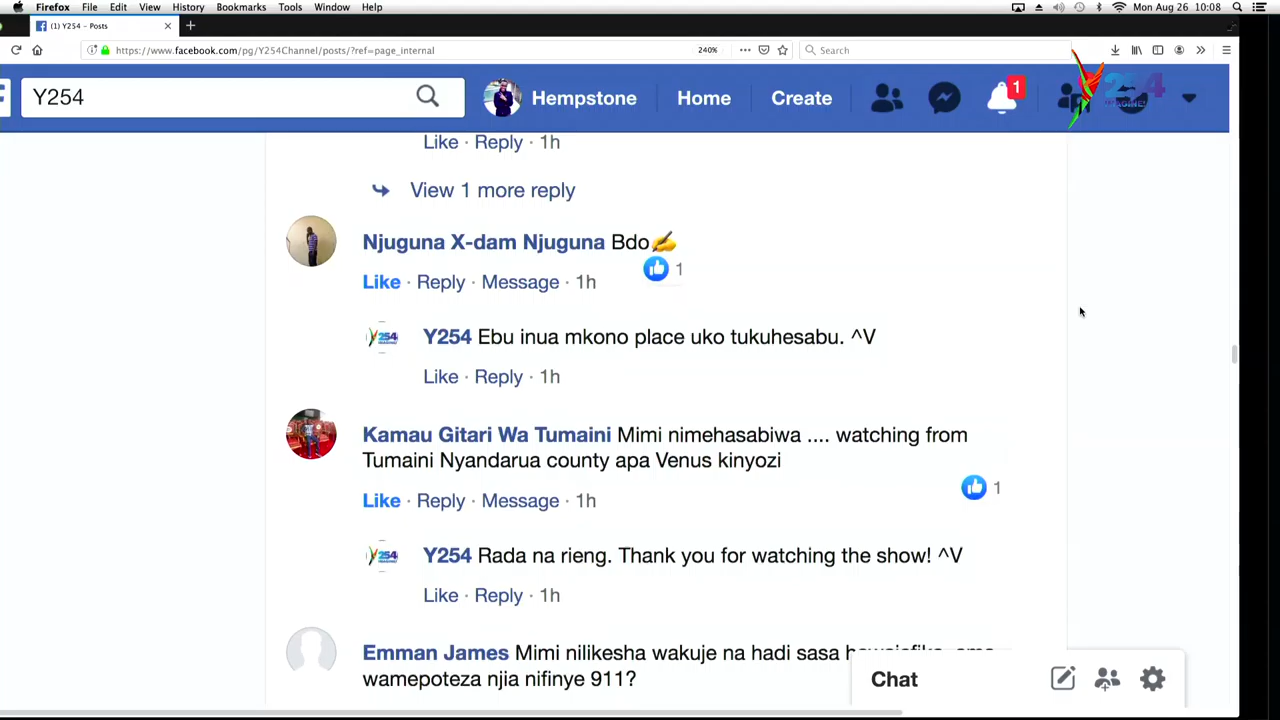 Firefox File Edit View History Bookmarks Tools Window Help Mon Aug 26 10:08
(1) Y254 - Posts
https://www.facebook.com/pg/Y254Channel/posts/?ref=page_internal 240% Search
Y254 Hempstone Home Create 1
254
Like · Reply · 1h
View 1 more reply
Njuguna X-dam Njuguna Bdo✍
1
Like · Reply · Message · 1h
Y254 Ebu inua mkono place uko tukuhesabu. ^V
Like · Reply · 1h
Kamau Gitari Wa Tumaini Mimi nimehasabiwa .... watching from
Tumaini Nyandarua county apa Venus kinyozi
1
Like · Reply · Message · 1h
Y254 Rada na rieng. Thank you for watching the show! ^V
Like · Reply · 1h
Emman James Mimi nilikesha wakuje na hadi sasa
wamepoteza njia nifinye 911?
Chat